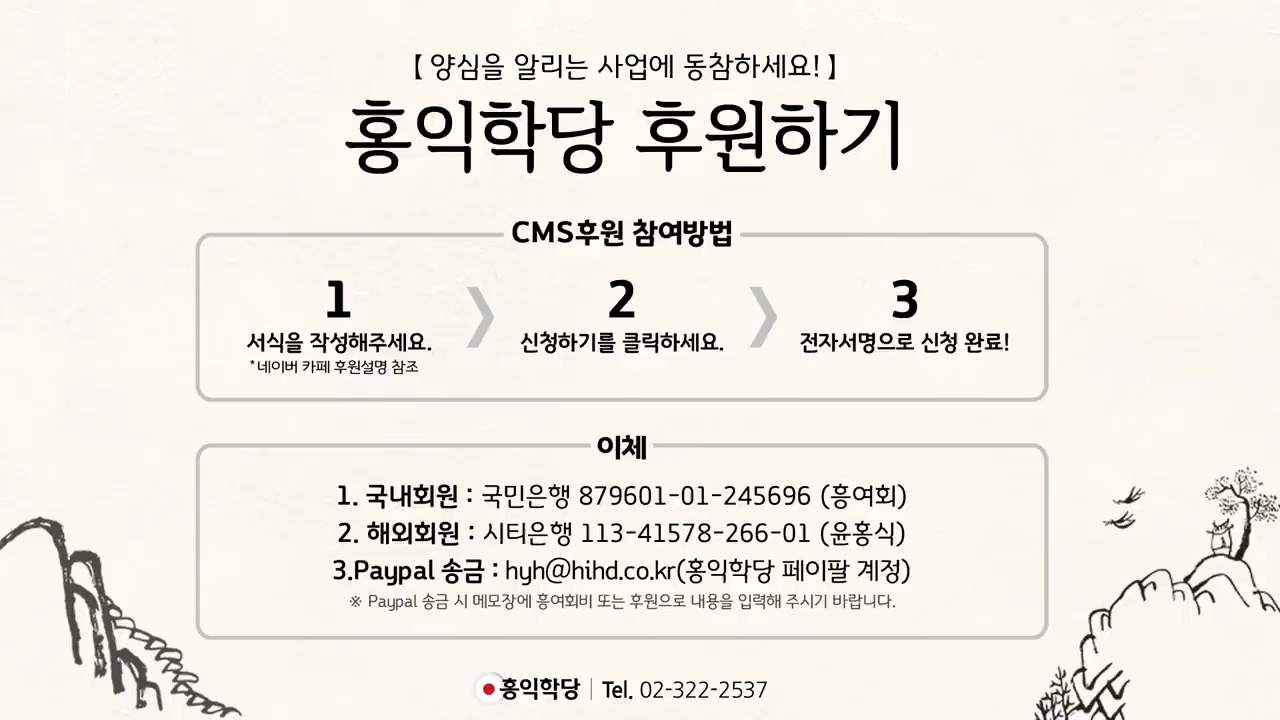 【 양심을 알리는 사업에 동참하세요! 】
홍익학당 후원하기
CMS후원 참여방법
1
서식을 작성해주세요.
*네이버 카페 후원설명 참조
2
신청하기를 클릭하세요.
3
전자서명으로 신청 완료!
이체
1. 국내회원 : 국민은행 879601-01-245696 (흥여회)
2. 해외회원 : 시티은행 113-41578-266-01 (윤홍식)
3.Paypal 송금 : hyh@hihd.co.kr(홍익학당 페이팔 계정)
※ Paypal 송금 시 메모장에 흥여회비 또는 후원으로 내용을 입력해 주시기 바랍니다.
홍익학당 | Tel. 02-322-2537